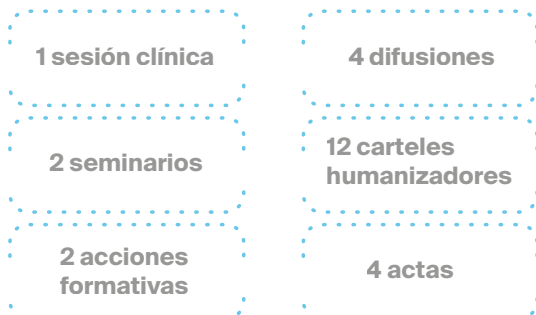 1 sesión clínica
4 difusiones
2 seminarios
12 carteles
humanizadores
2 acciones
formativas
4 actas